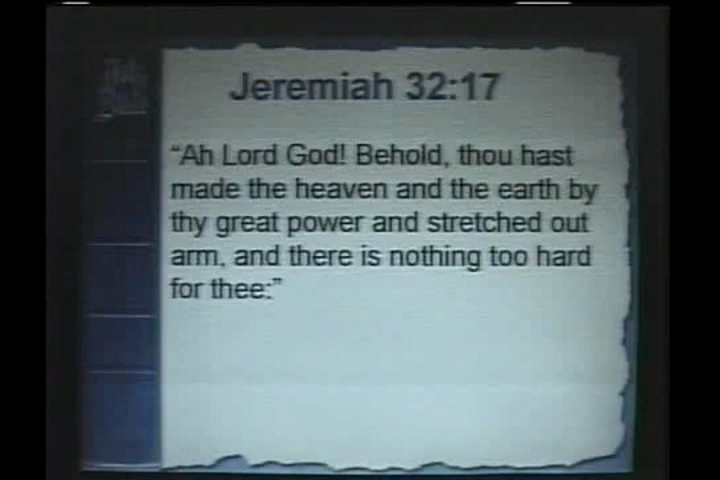 Jeremiah 32:17
“Ah Lord God! Behold, thou hast
made the heaven and the earth by
thy great power and stretched out
arm, and there is nothing too hard
for thee:”